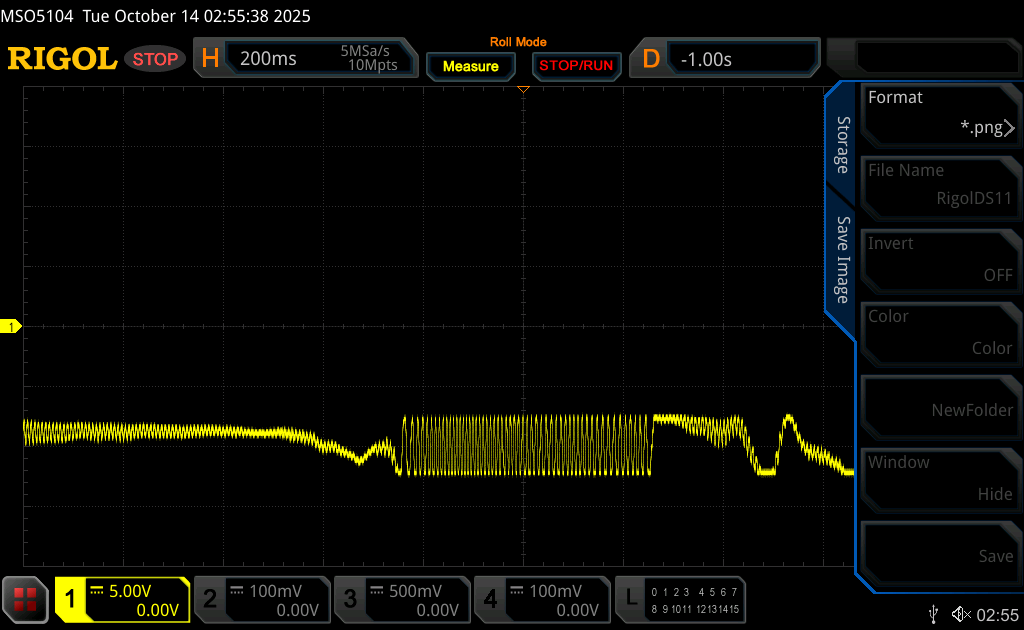 MSO5104 Tue October 14 02:55:38 2025
RIGOL STOP
H 200ms 5MSa/s 10Mpts
Roll Mode
Measure
STOP/RUN
D -1.00s
Storage
Save Image
Format
*.png
File Name
RigolDS11
Invert
OFF
Color
Color
NewFolder
Window
Hide
Save
1
1 5.00V
0.00V
2 100mV
0.00V
3 500mV
0.00V
4 100mV
0.00V
L 0 1 2 3 4 5 6 7
8 9 10 11 12 13 14 15
02:55